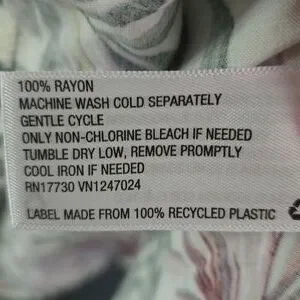 100% RAYON
MACHINE WASH COLD SEPARATELY
GENTLE CYCLE
ONLY NON-CHLORINE BLEACH IF NEEDED
TUMBLE DRY LOW, REMOVE PROMPTLY
COOL IRON IF NEEDED
RN17730 VN1247024
LABEL MADE FROM 100% RECYCLED PLASTIC